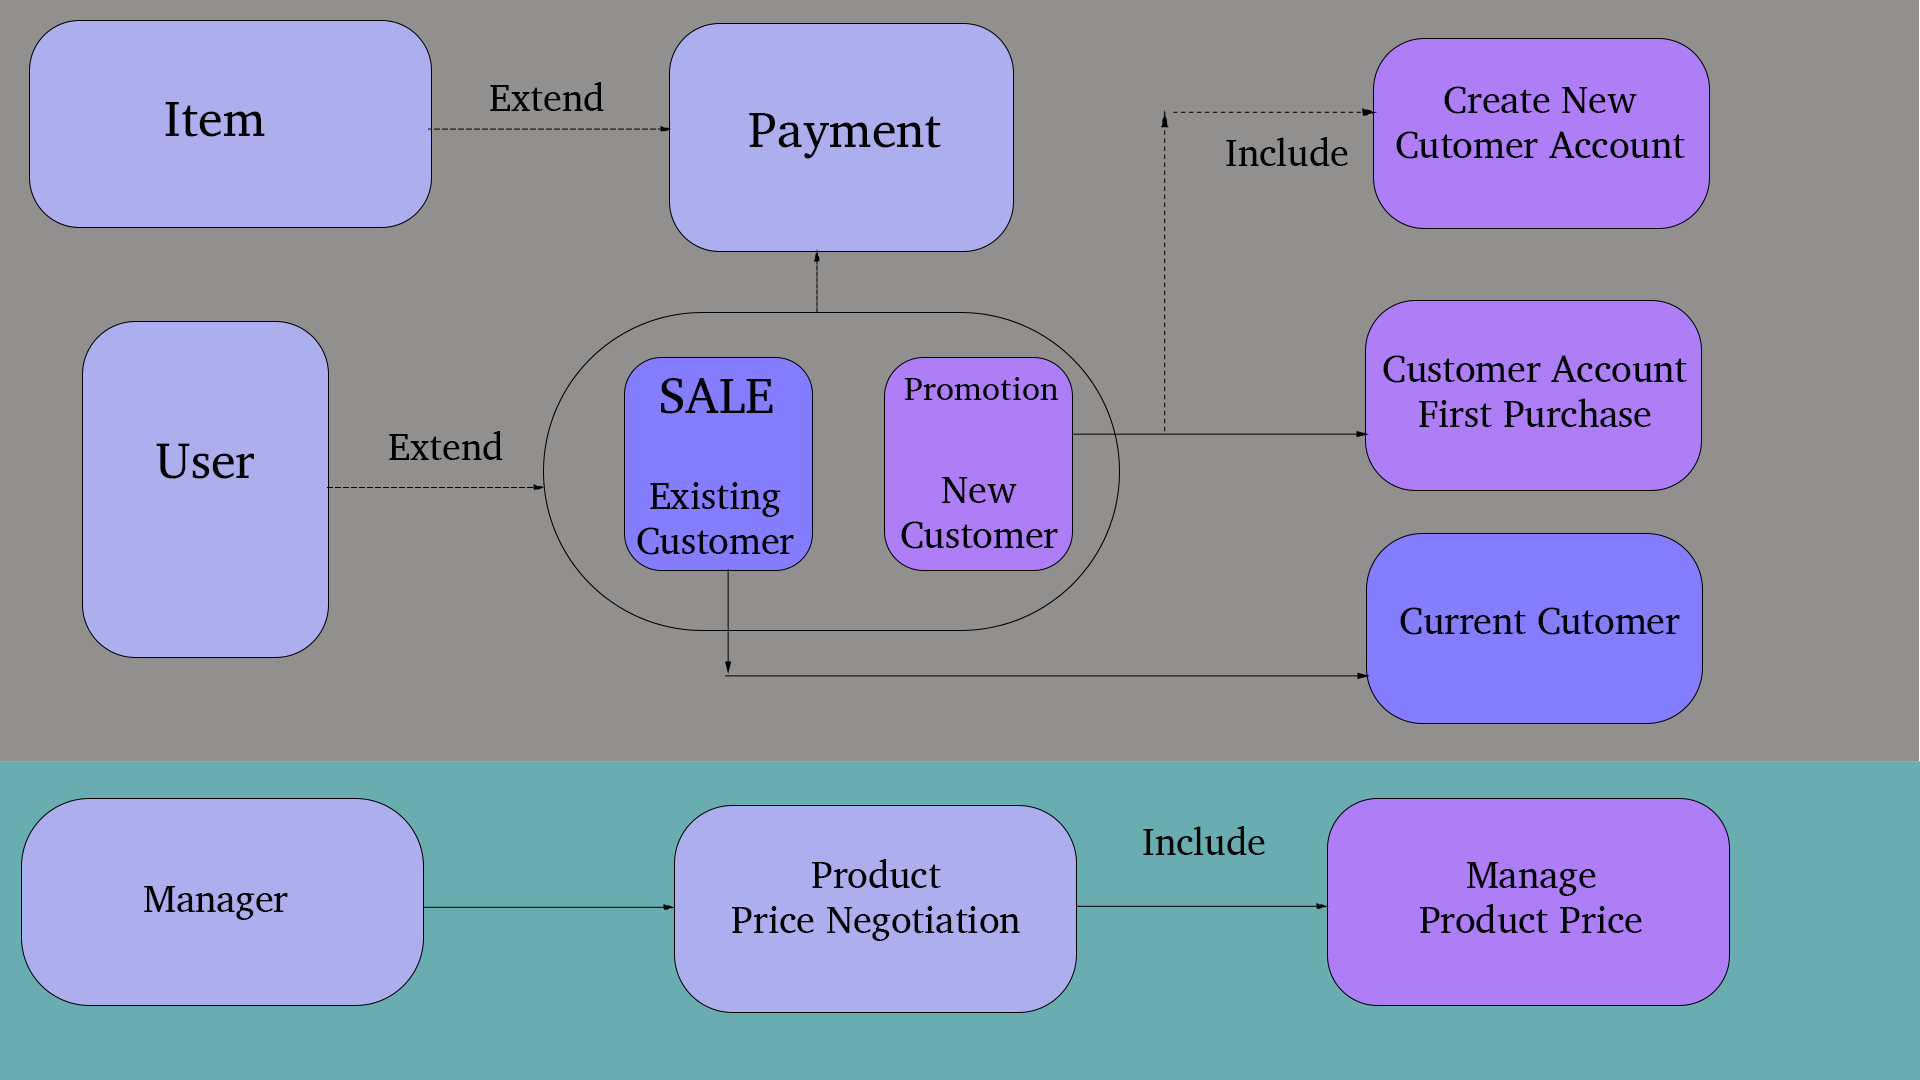 Item
Extend
Payment
Create New
Cutomer Account
Include
User
Extend
SALE
Existing
Customer
Promotion
New
Customer
Customer Account
First Purchase
Current Cutomer
Manager
Product
Price Negotiation
Include
Manage
Product Price